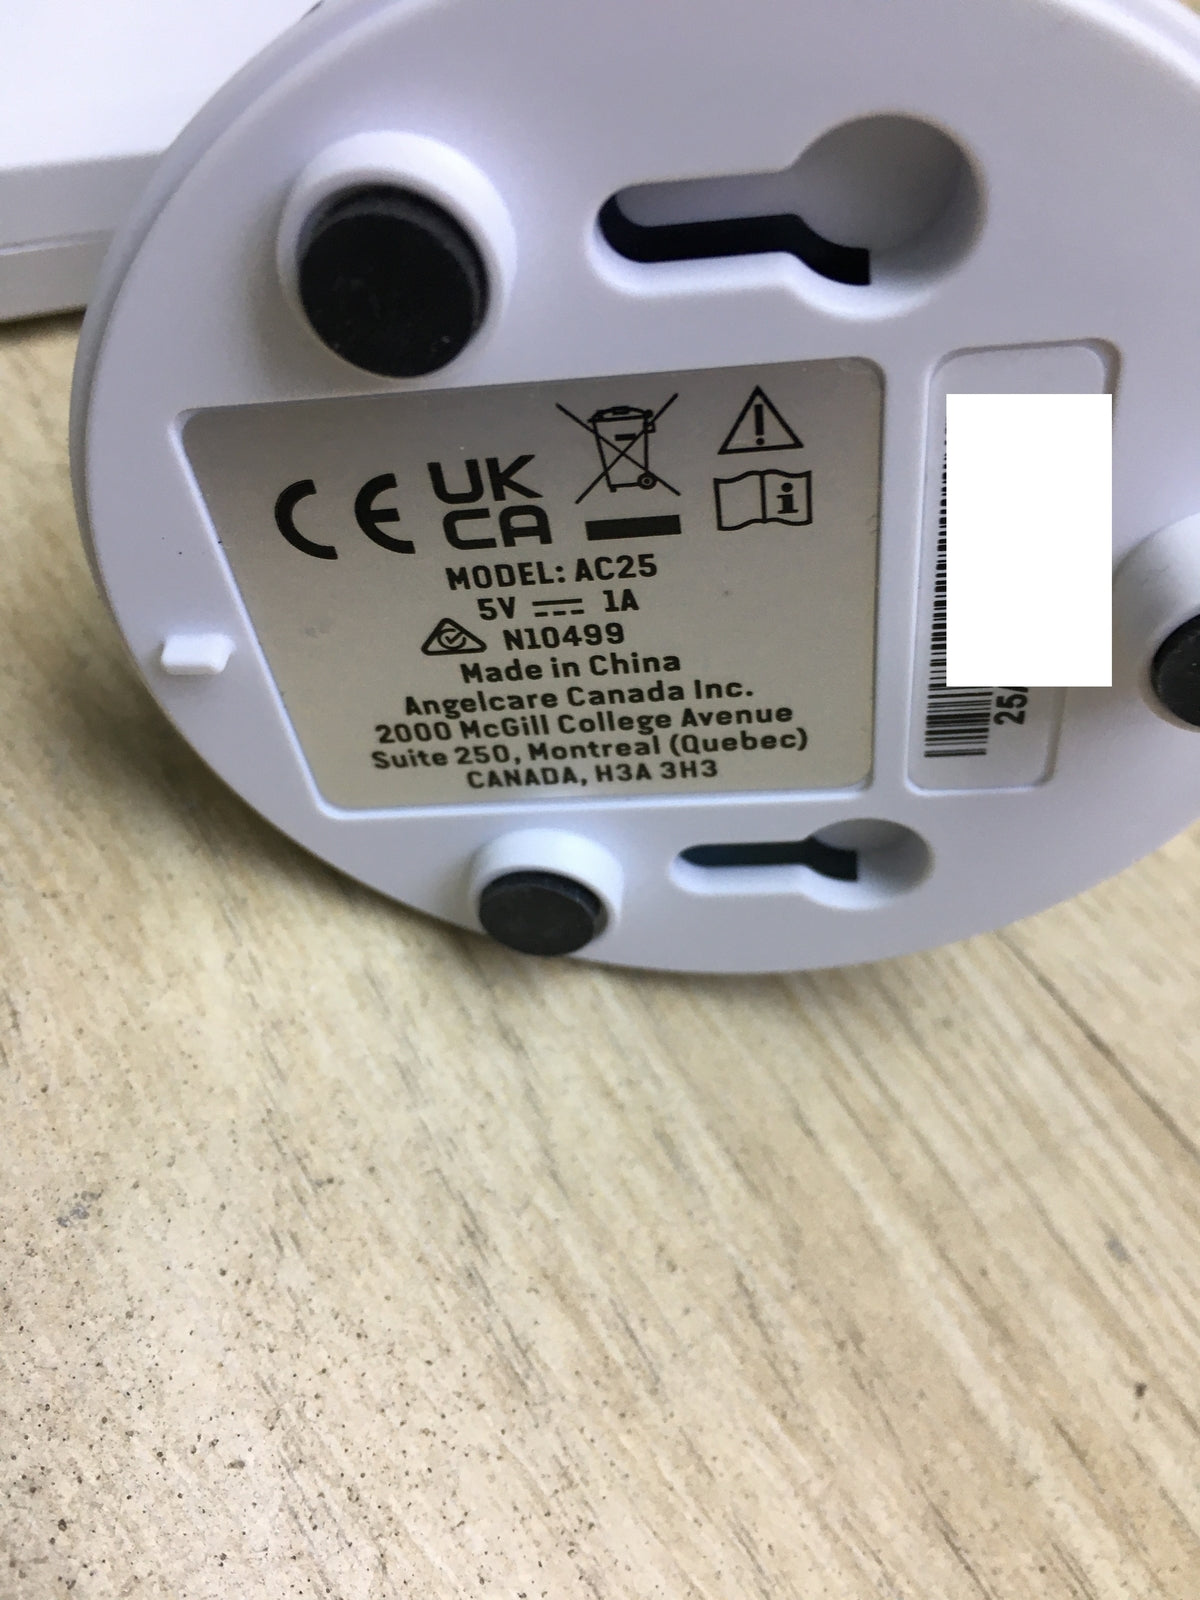 CE UK CA
MODEL: AC25
5V 1A
N10499
Made in China
Angelcare Canada Inc.
2000 McGill College Avenue
Suite 250, Montreal (Quebec)
CANADA, H3A 3H3